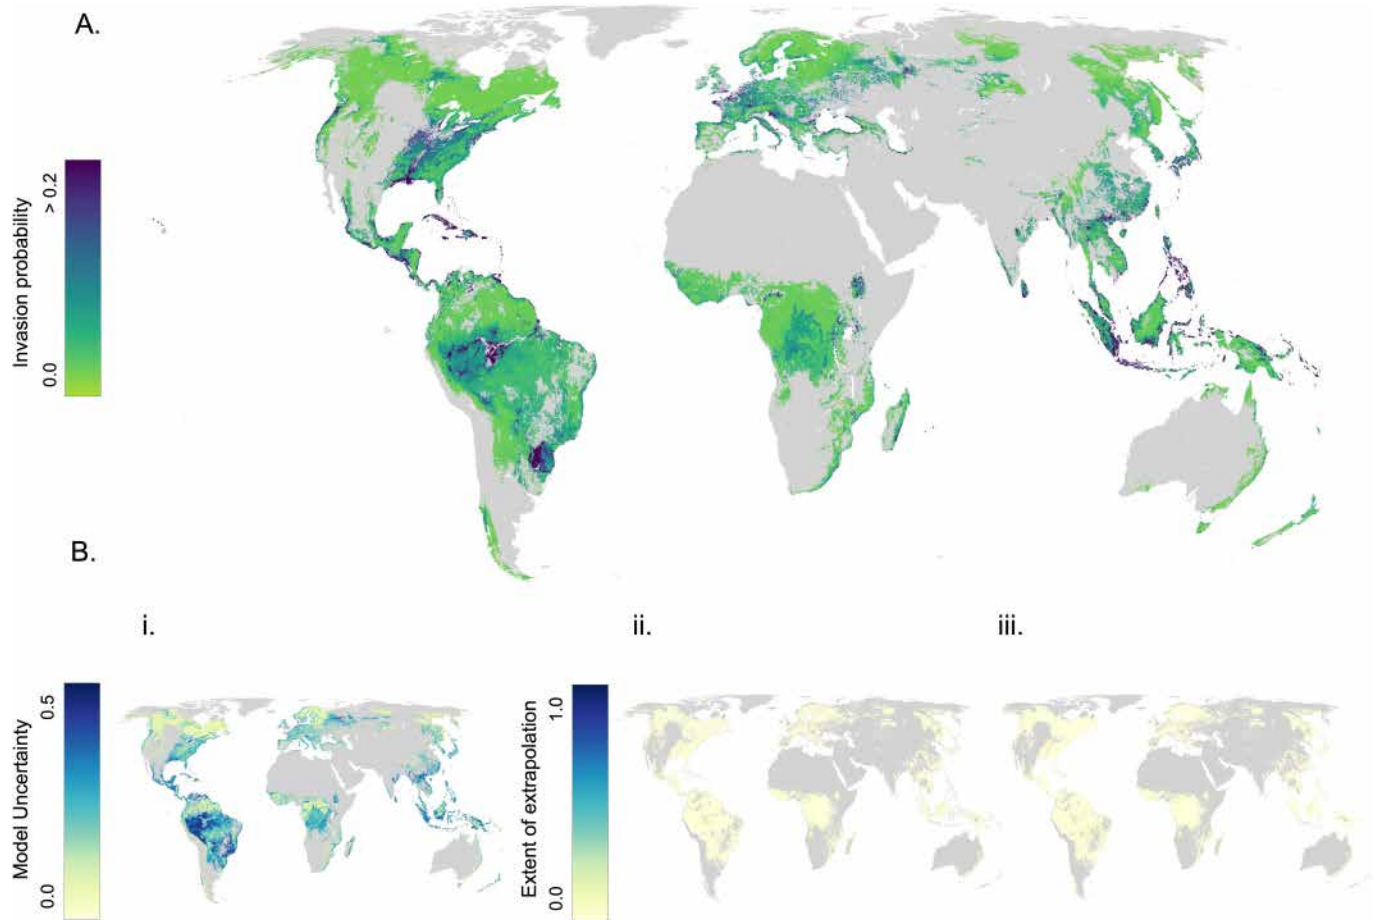 A.
Invasion probability
> 0.2
0.0
B.
i.
ii.
iii.
Model Uncertainty
0.5
0.0
Extent of extrapolation
1.0
0.0